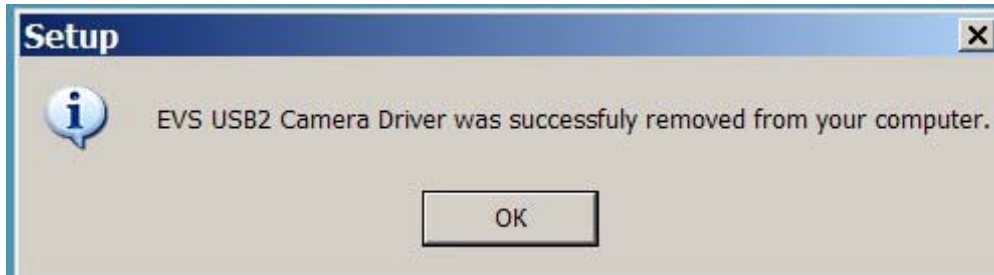 Setup
EVS USB2 Camera Driver was successfuly removed from your computer.
OK